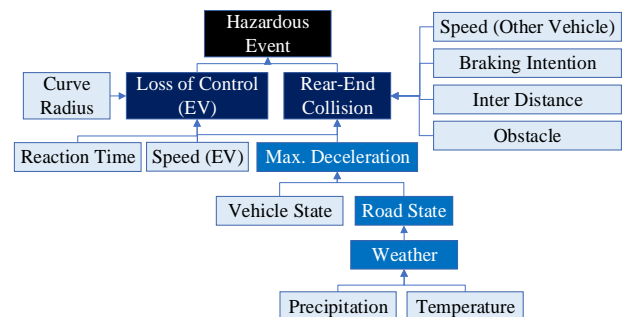 Hazardous
Event
Speed (Other Vehicle)
Braking Intention
Curve
Radius
Loss of Control
(EV)
Rear-End
Collision
Inter Distance
Obstacle
Reaction Time
Speed (EV)
Max. Deceleration
Vehicle State
Road State
Weather
Precipitation
Temperature